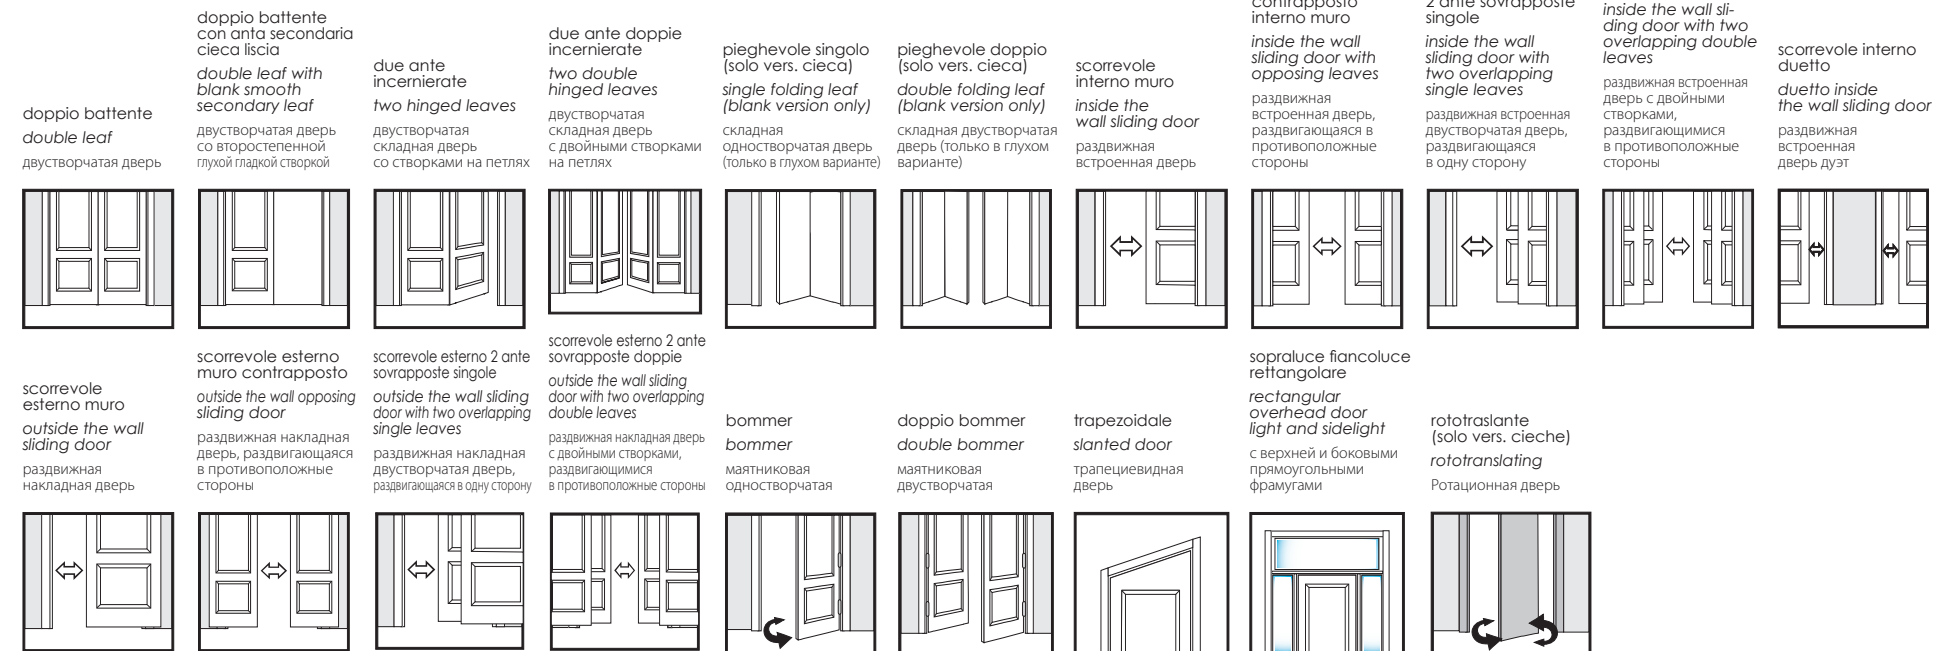 doppio battente
double leaf
двустворчатая дверь
doppio battente
con anta secondaria
cieca liscia
double leaf with
blank smooth
secondary leaf
двустворчатая дверь
со второстепенной
глухой гладкой створкой
due ante
incernierate
two hinged leaves
двустворчатая
складная дверь
со створками на петлях
due ante doppie
incernierate
two double
hinged leaves
двустворчатая
складная дверь
с двойными створками
на петлях
pieghevole singolo
(solo vers. cieca)
single folding leaf
(blank version only)
складная
одностворчатая дверь
(только в глухом варианте)
pieghevole doppio
(solo vers. cieca)
double folding leaf
(blank version only)
складная двустворчатая
дверь (только в глухом
варианте)
scorrevole
interno muro
inside the
wall sliding door
раздвижная
встроенная дверь
contrapposto
interno muro
inside the wall
sliding door with
opposing leaves
раздвижная
встроенная дверь,
раздвигающаяся в
противоположные
стороны
2 ante sovrapposte
singole
inside the wall
sliding door with
two overlapping
single leaves
раздвижная встроенная
двустворчатая дверь,
раздвигающаяся
в одну сторону
inside the wall sli-
ding door with two
overlapping double
leaves
раздвижная встроенная
дверь с двойными
створками,
раздвигающимися
в противоположные
стороны
scorrevole interno
duetto
duetto inside
the wall sliding door
раздвижная
встроенная
дверь дуэт
scorrevole
esterno muro
outside the wall
sliding door
раздвижная
накладная дверь
scorrevole esterno
muro contrapposto
outside the wall opposing
sliding door
раздвижная накладная
дверь, раздвигающаяся
в противоположные
стороны
scorrevole esterno 2 ante
sovrapposte singole
outside the wall sliding
door with two overlapping
single leaves
раздвижная накладная
двустворчатая дверь,
раздвигающаяся в одну сторону
scorrevole esterno 2 ante
sovrapposte doppie
outside the wall sliding
door with two overlapping
double leaves
раздвижная накладная дверь
с двойными створками,
раздвигающимися
в противоположные стороны
bommer
bommer
маятниковая
одностворчатая
doppio bommer
double bommer
маятниковая
двустворчатая
trapezoidale
slanted door
трапециевидная
дверь
sopraluce fiancoluce
rettangolare
rectangular
overhead door
light and sidelight
с верхней и боковыми
прямоугольными
фрамугами
rototraslante
(solo vers. cieche)
rototranslating
Ротационная дверь